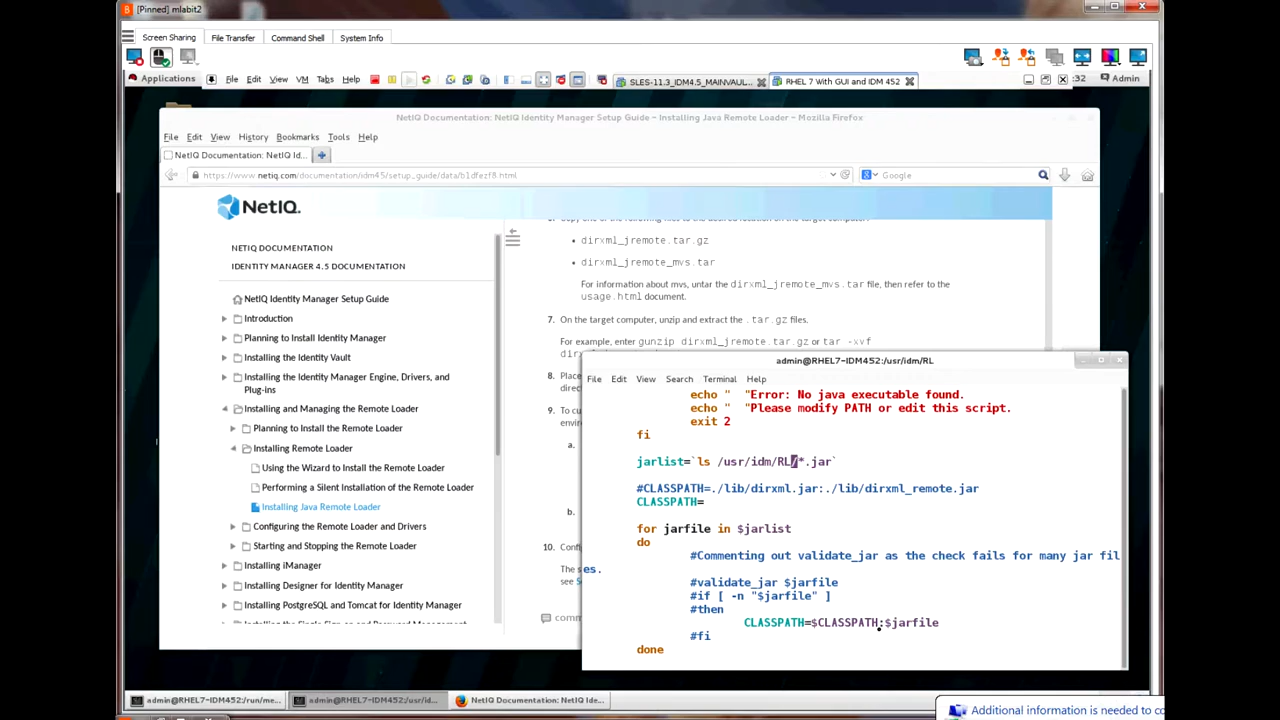 [Pinned] mlabit2
Screen Sharing File Transfer Command Shell System Info
Applications File Edit View VM Tabs Help SLES-11.3_IDM4.5_MAINVAUL... RHEL 7 With GUI and IDM 452 :32 Admin
NetIQ Documentation: NetIQ Identity Manager Setup Guide – Installing Java Remote Loader – Mozilla Firefox
File Edit View History Bookmarks Tools Help
NetIQ Documentation: NetIQ Id...
https://www.netiq.com/documentation/idm45/setup_guide/data/b1dfezf8.html
Google
NetIQ.
NETIQ DOCUMENTATION
IDENTITY MANAGER 4.5 DOCUMENTATION
NetIQ Identity Manager Setup Guide
Introduction
Planning to Install Identity Manager
Installing the Identity Vault
Installing the Identity Manager Engine, Drivers, and
Plug-ins
Installing and Managing the Remote Loader
Planning to Install the Remote Loader
Installing Remote Loader
Using the Wizard to Install the Remote Loader
Performing a Silent Installation of the Remote Loader
Installing Java Remote Loader
Configuring the Remote Loader and Drivers
Starting and Stopping the Remote Loader
Installing iManager
Installing Designer for Identity Manager
Installing PostgreSQL and Tomcat for Identity Manager
• dirxml_jremote.tar.gz
• dirxml_jremote_mvs.tar
For information about mvs, untar the dirxml_jremote_mvs.tar file, then refer to the
usage.html document.
7. On the target computer, unzip and extract the .tar.gz files.
For example, enter gunzip dirxml_jremote.tar.gz or tar -xvf
8. Place
direct
9. To cu
enviro
a.
b.
10. Confi
The s
see S
comm
admin@RHEL7-IDM452:/usr/idm/RL
File Edit View Search Terminal Help
echo " "Error: No java executable found.
echo " "Please modify PATH or edit this script.
exit 2
fi
jarlist=`ls /usr/idm/RL/*.jar`
#CLASSPATH=./lib/dirxml.jar:./lib/dirxml_remote.jar
CLASSPATH=
for jarfile in $jarlist
do
#Commenting out validate_jar as the check fails for many jar fil
es.
#validate_jar $jarfile
#if [ -n "$jarfile" ]
#then
CLASSPATH=$CLASSPATH:$jarfile
#fi
done
admin@RHEL7-IDM452:/run/me... admin@RHEL7-IDM452:/usr/id... NetIQ Documentation: NetIQ Ide...
Additional information is needed to co